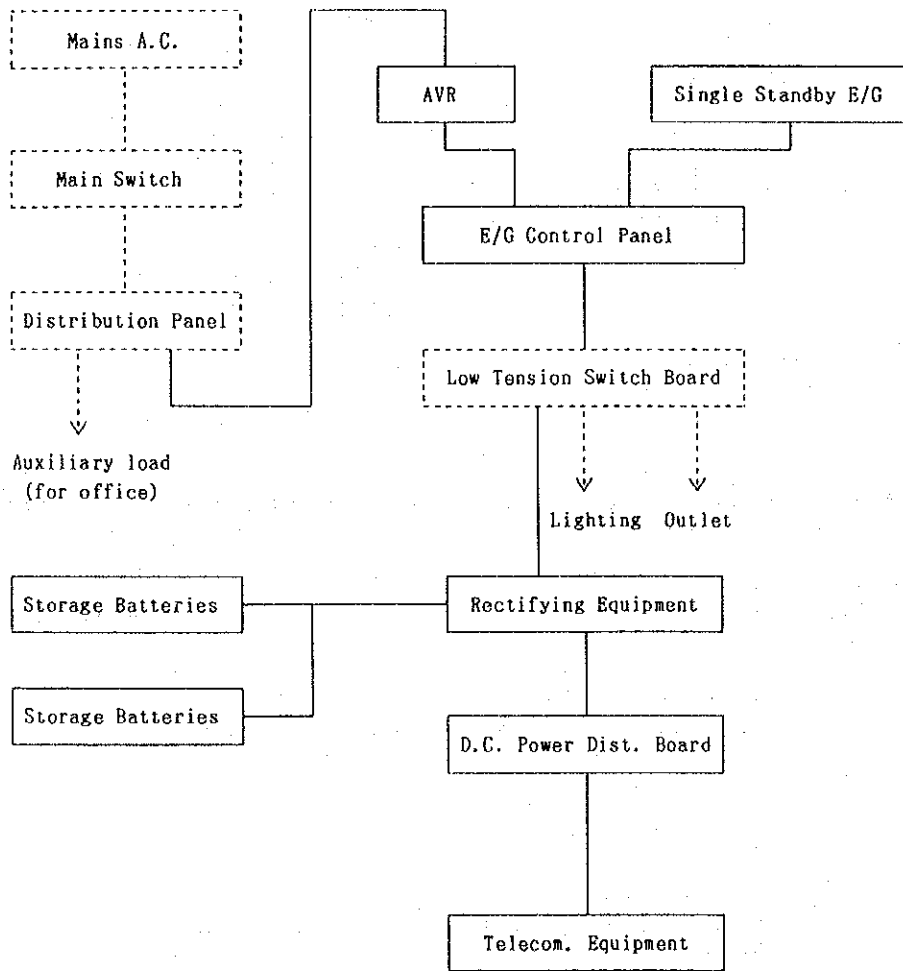 Mains A.C.
AVR
Single Standby E/G
Main Switch
E/G Control Panel
Distribution Panel
Low Tension Switch Board
Auxiliary load
(for office)
Lighting Outlet
Storage Batteries
Rectifying Equipment
Storage Batteries
D.C. Power Dist. Board
Telecom. Equipment